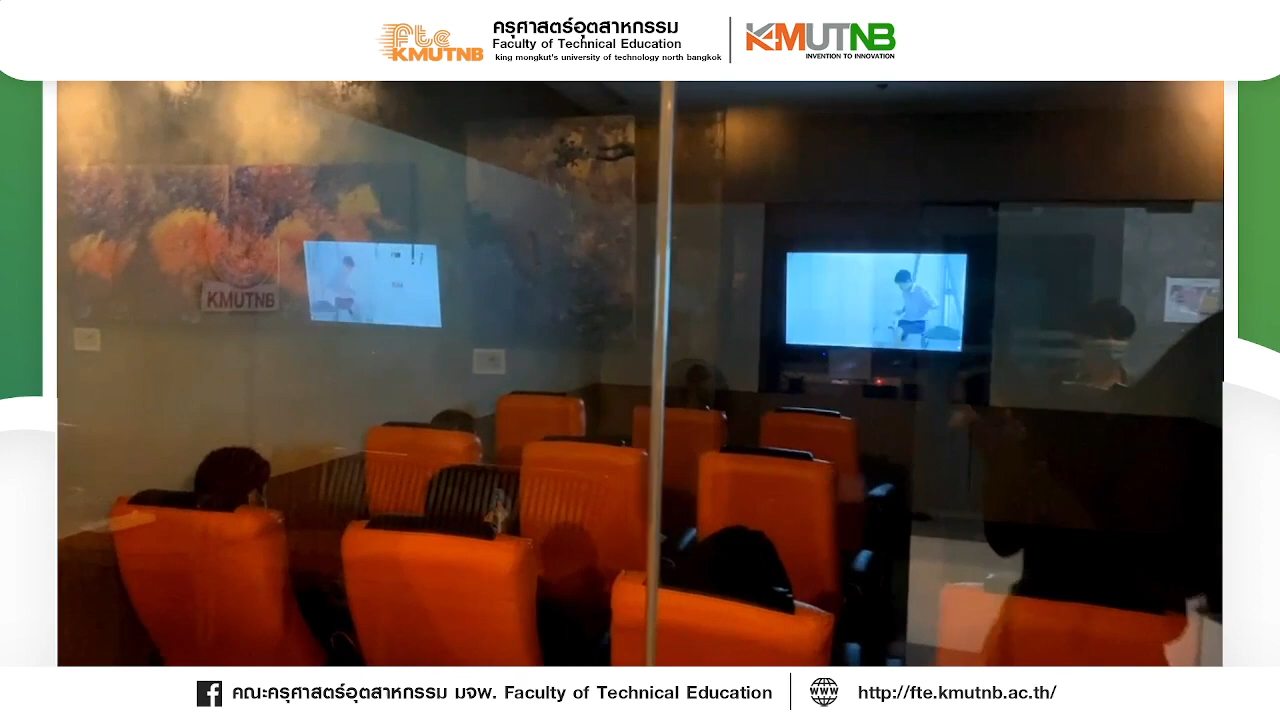 fte
KMUTNB
ครุศาสตร์อุตสาหกรรม
Faculty of Technical Education
king mongkut's university of technology north bangkok
KMUTNB
INVENTION TO INNOVATION
KMUTNB
คณะครุศาสตร์อุตสาหกรรม มจพ. Faculty of Technical Education
WWW
http://fte.kmutnb.ac.th/